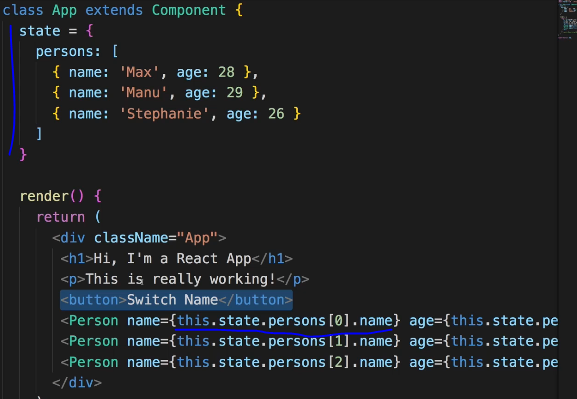 class App extends Component {
state = {
persons: [
{ name: 'Max', age: 28 },
{ name: 'Manu', age: 29 },
{ name: 'Stephanie', age: 26 }
]
}
render() {
return (
<div className="App">
<h1>Hi, I'm a React App</h1>
<p>This is really working!</p>
<button>Switch Name</button>
<Person name={this.state.persons[0].name} age={this.state.pe
<Person name={this.state.persons[1].name} age={this.state.pe
<Person name={this.state.persons[2].name} age={this.state.pe
</div>